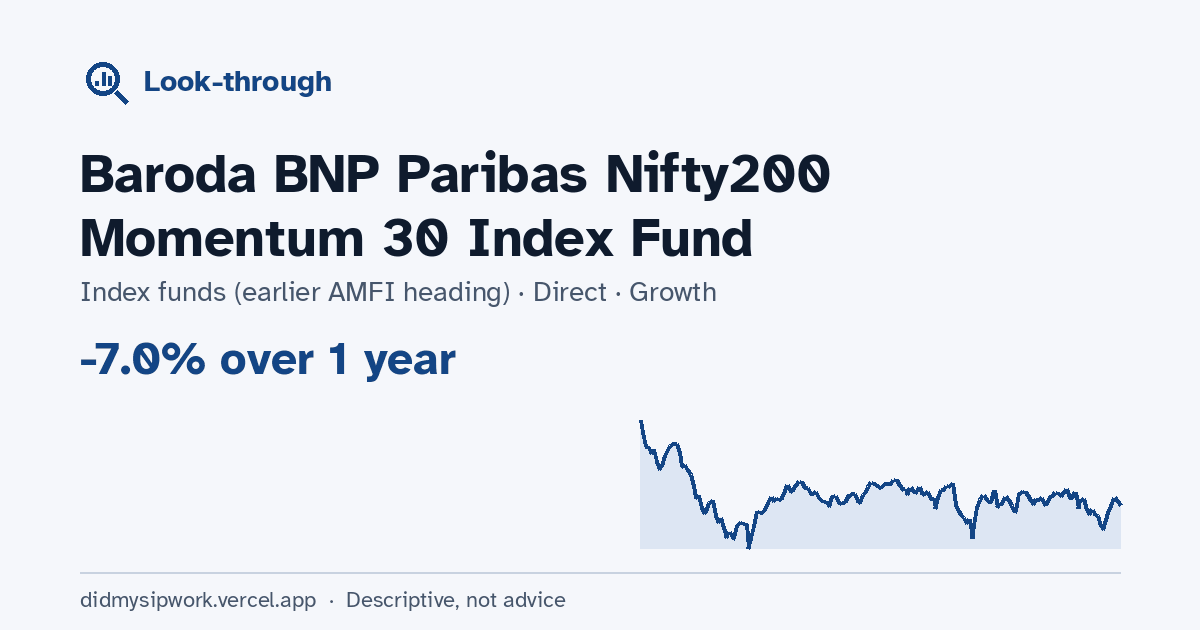 Look-through
Baroda BNP Paribas Nifty200
Momentum 30 Index Fund
Index funds (earlier AMFI heading) · Direct · Growth
-7.0% over 1 year
didmysipwork.vercel.app · Descriptive, not advice